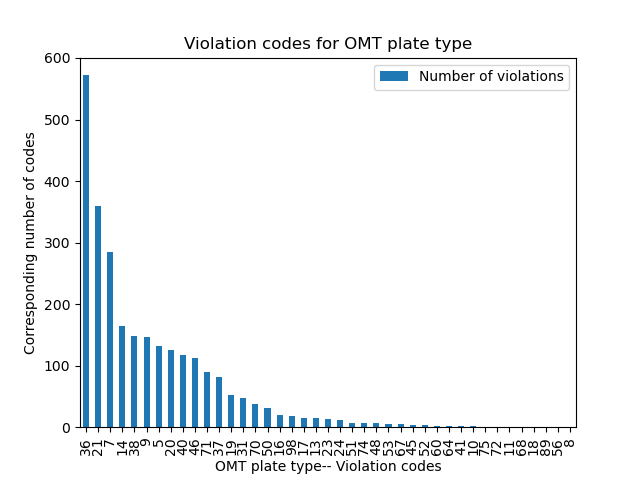 Violation codes for OMT plate type
Number of violations
Corresponding number of codes
600
500
400
300
200
100
0
36 21 7 14 38 9 5 20 40 46 71 37 19 31 70 50 16 98 17 13 23 24 51 74 48 53 67 45 52 60 64 41 10 75 72 11 68 18 89 56 8
OMT plate type-- Violation codes